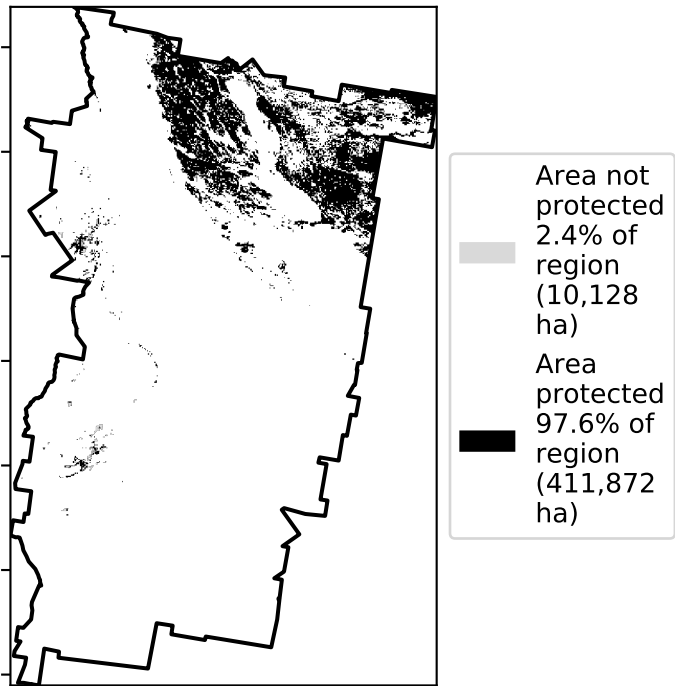 Area not
protected
2.4% of
region
(10,128
ha)
Area
protected
97.6% of
region
(411,872
ha)